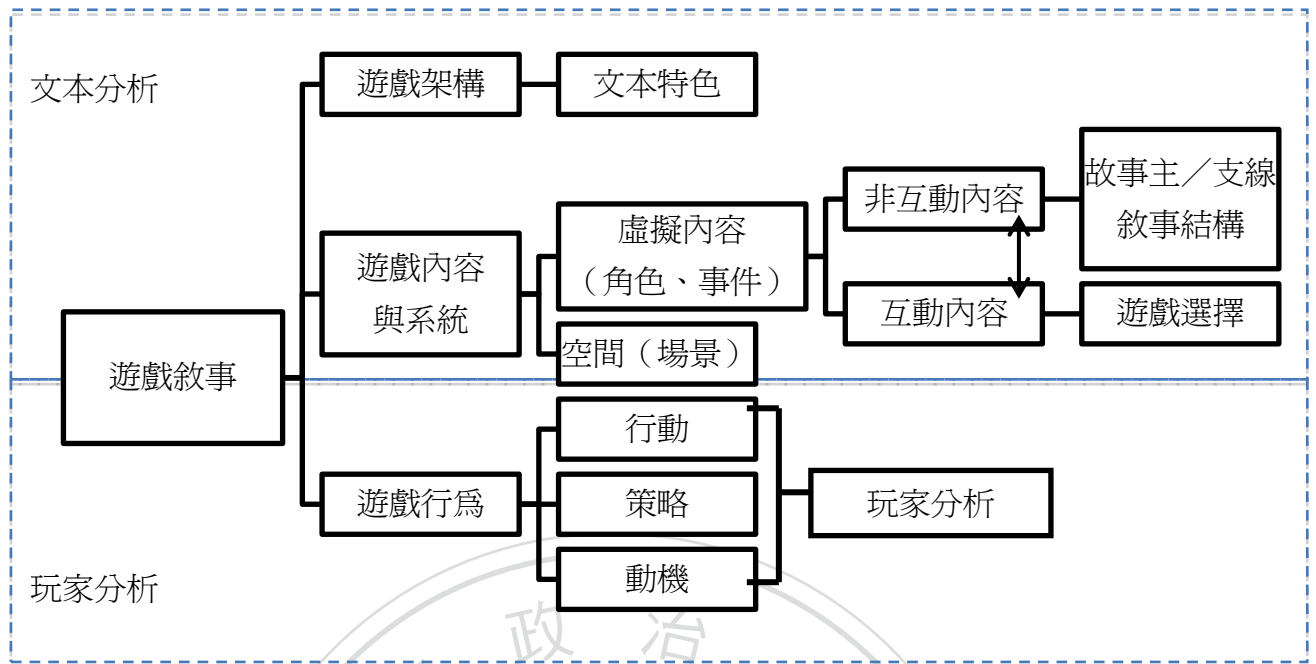 文本分析
遊戲架構
文本特色
遊戲內容
與系統
虛擬內容
（角色、事件）
空間（場景）
非互動內容
故事主／支線
敘事結構
互動內容
遊戲選擇
遊戲敘事
遊戲行為
行動
策略
動機
玩家分析
玩家分析
政 治